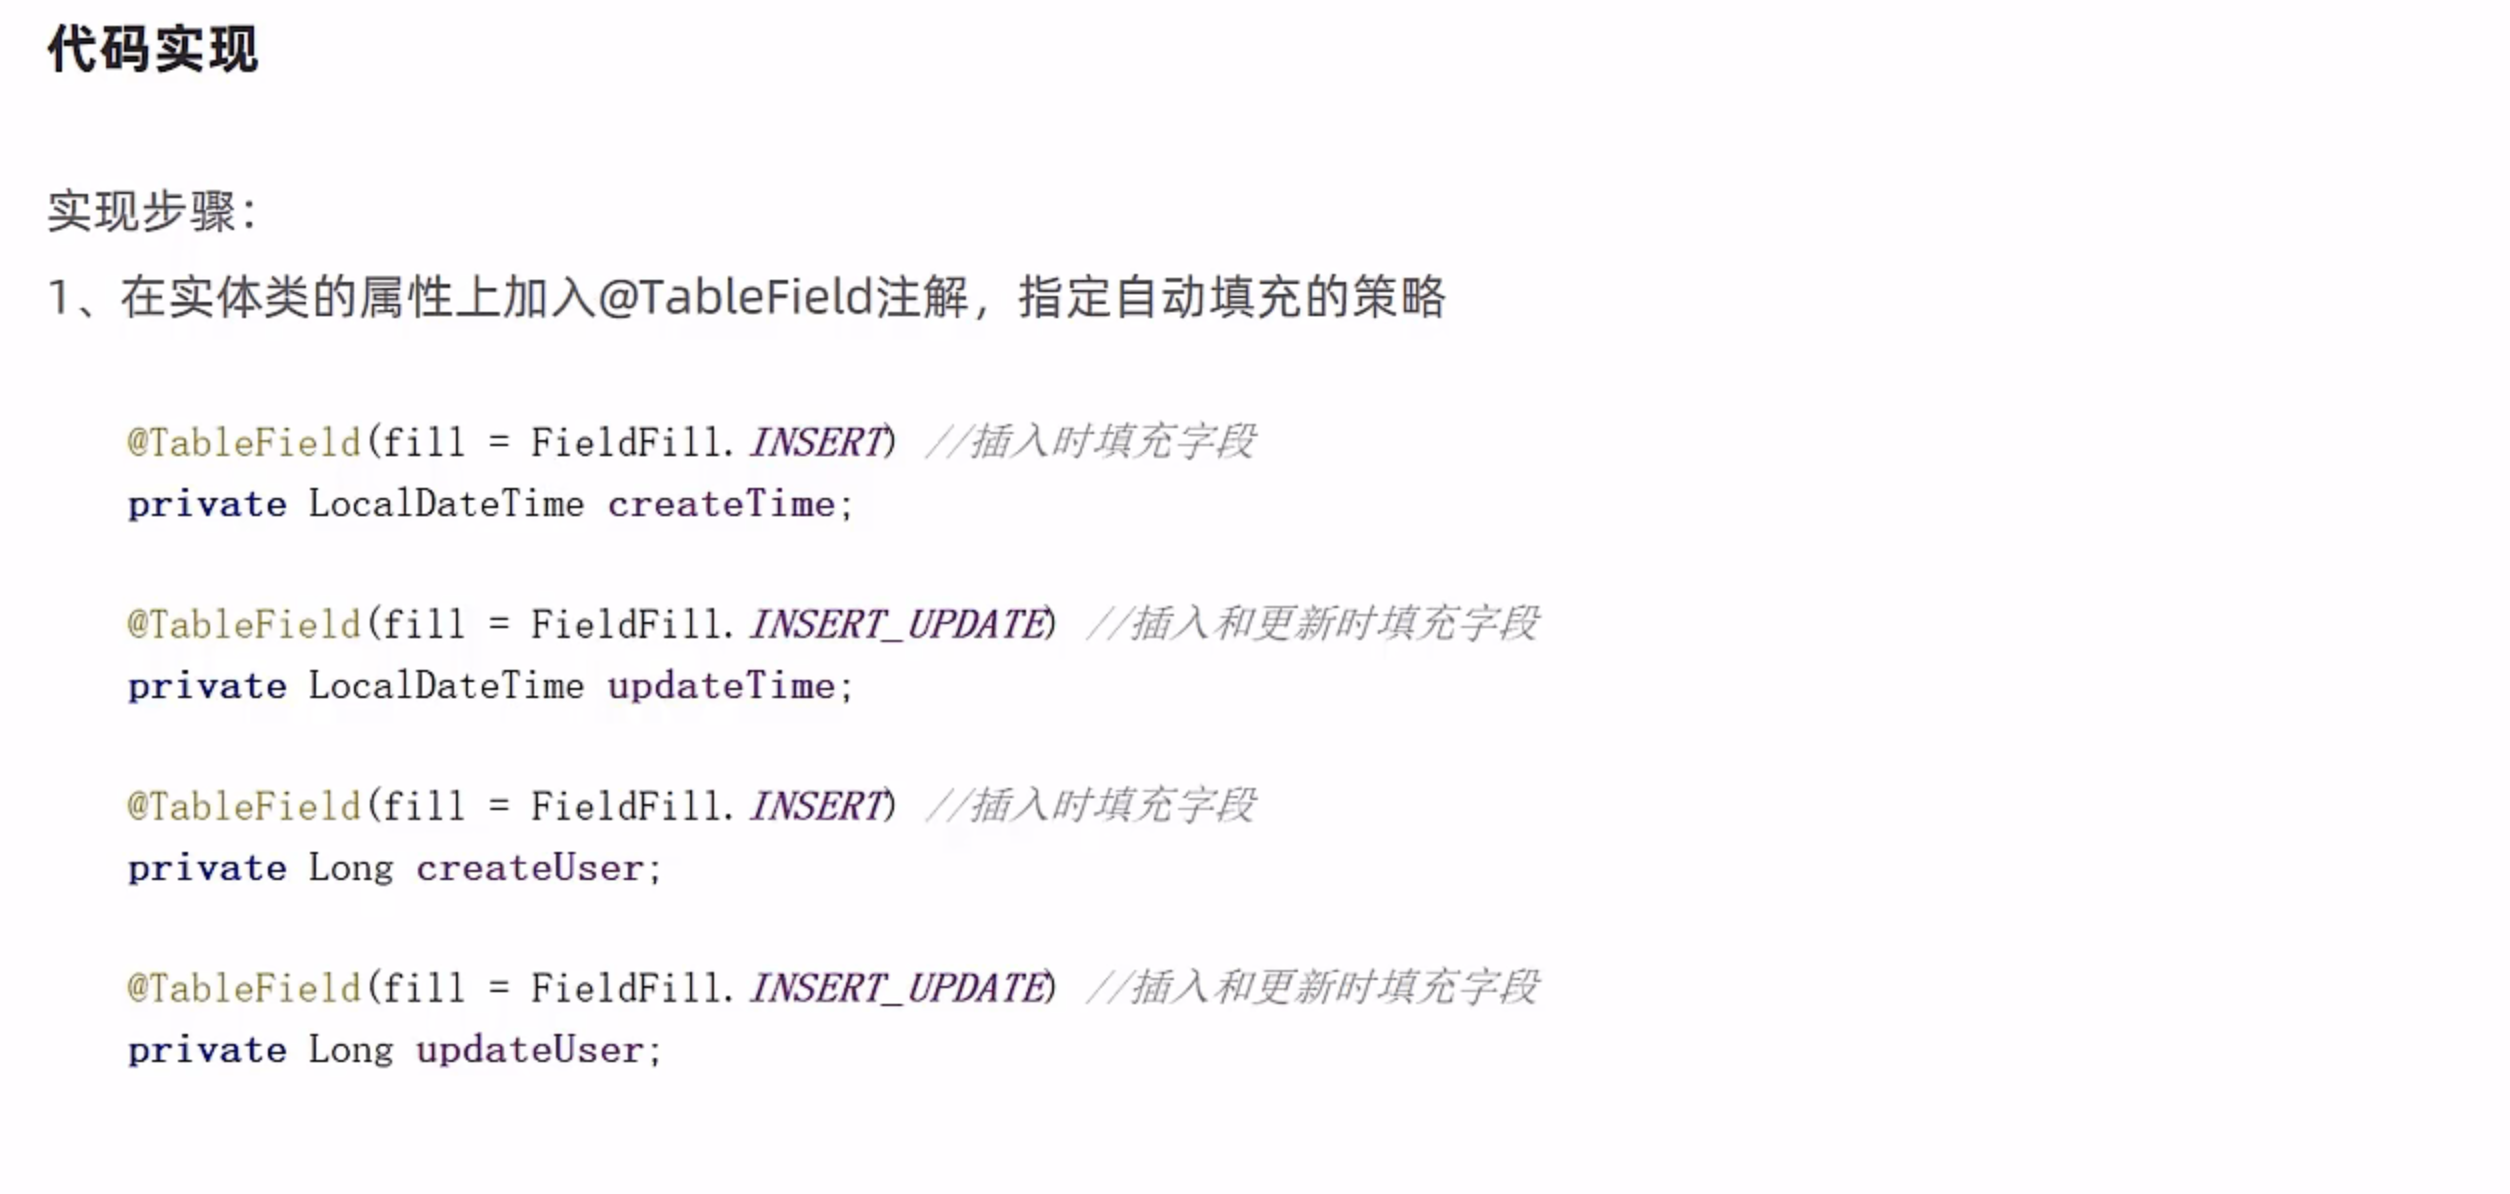 代码实现
实现步骤：
1、在实体类的属性上加入@TableField注解，指定自动填充的策略
@TableField(fill = FieldFill.INSERT) //插入时填充字段
private LocalDateTime createTime;
@TableField(fill = FieldFill.INSERT_UPDATE) //插入和更新时填充字段
private LocalDateTime updateTime;
@TableField(fill = FieldFill.INSERT) //插入时填充字段
private Long createUser;
@TableField(fill = FieldFill.INSERT_UPDATE) //插入和更新时填充字段
private Long updateUser;